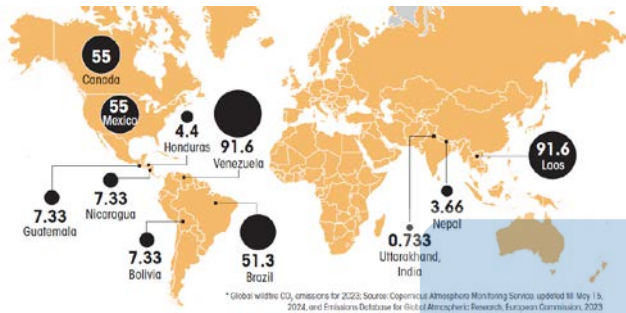 55
Canada
55
Mexico
4.4
Honduras
91.6
Venezuela
91.6
Laos
7.33
Guatemala
7.33
Nicaragua
3.66
Nepal
7.33
Bolivia
51.3
Brazil
0.733
Uttarakhand,
India
* Global wildfire CO₂ emissions for 2023; Source: Copernicus Atmosphere Monitoring Service, updated till May 15,
2024, and Emissions Database for Global Atmospheric Research, European Commission, 2023